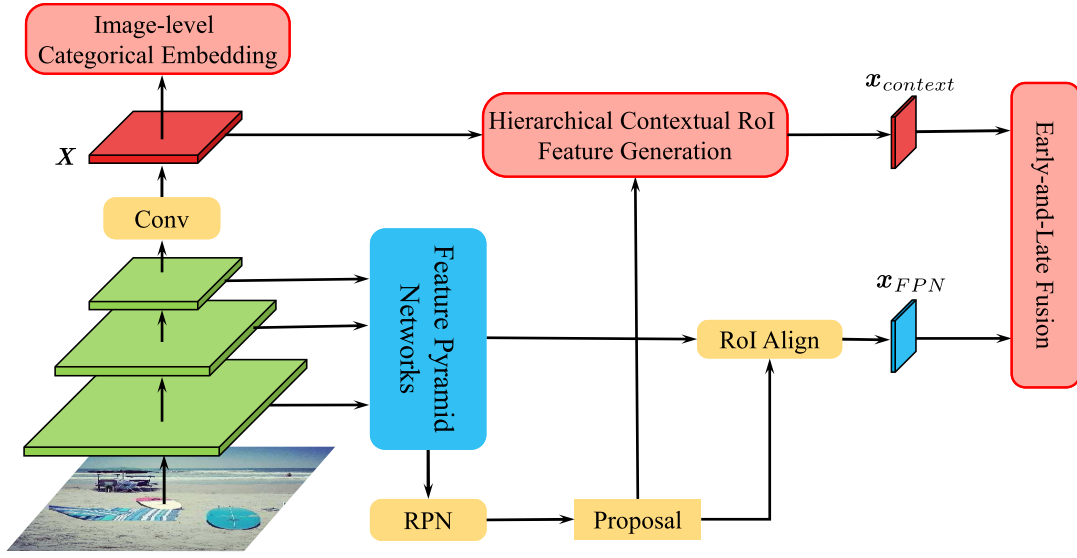 Image-level
Categorical Embedding
X
Conv
Hierarchical Contextual RoI
Feature Generation
x_context
Early-and-Late Fusion
Feature Pyramid
Networks
x_FPN
RoI Align
RPN
Proposal